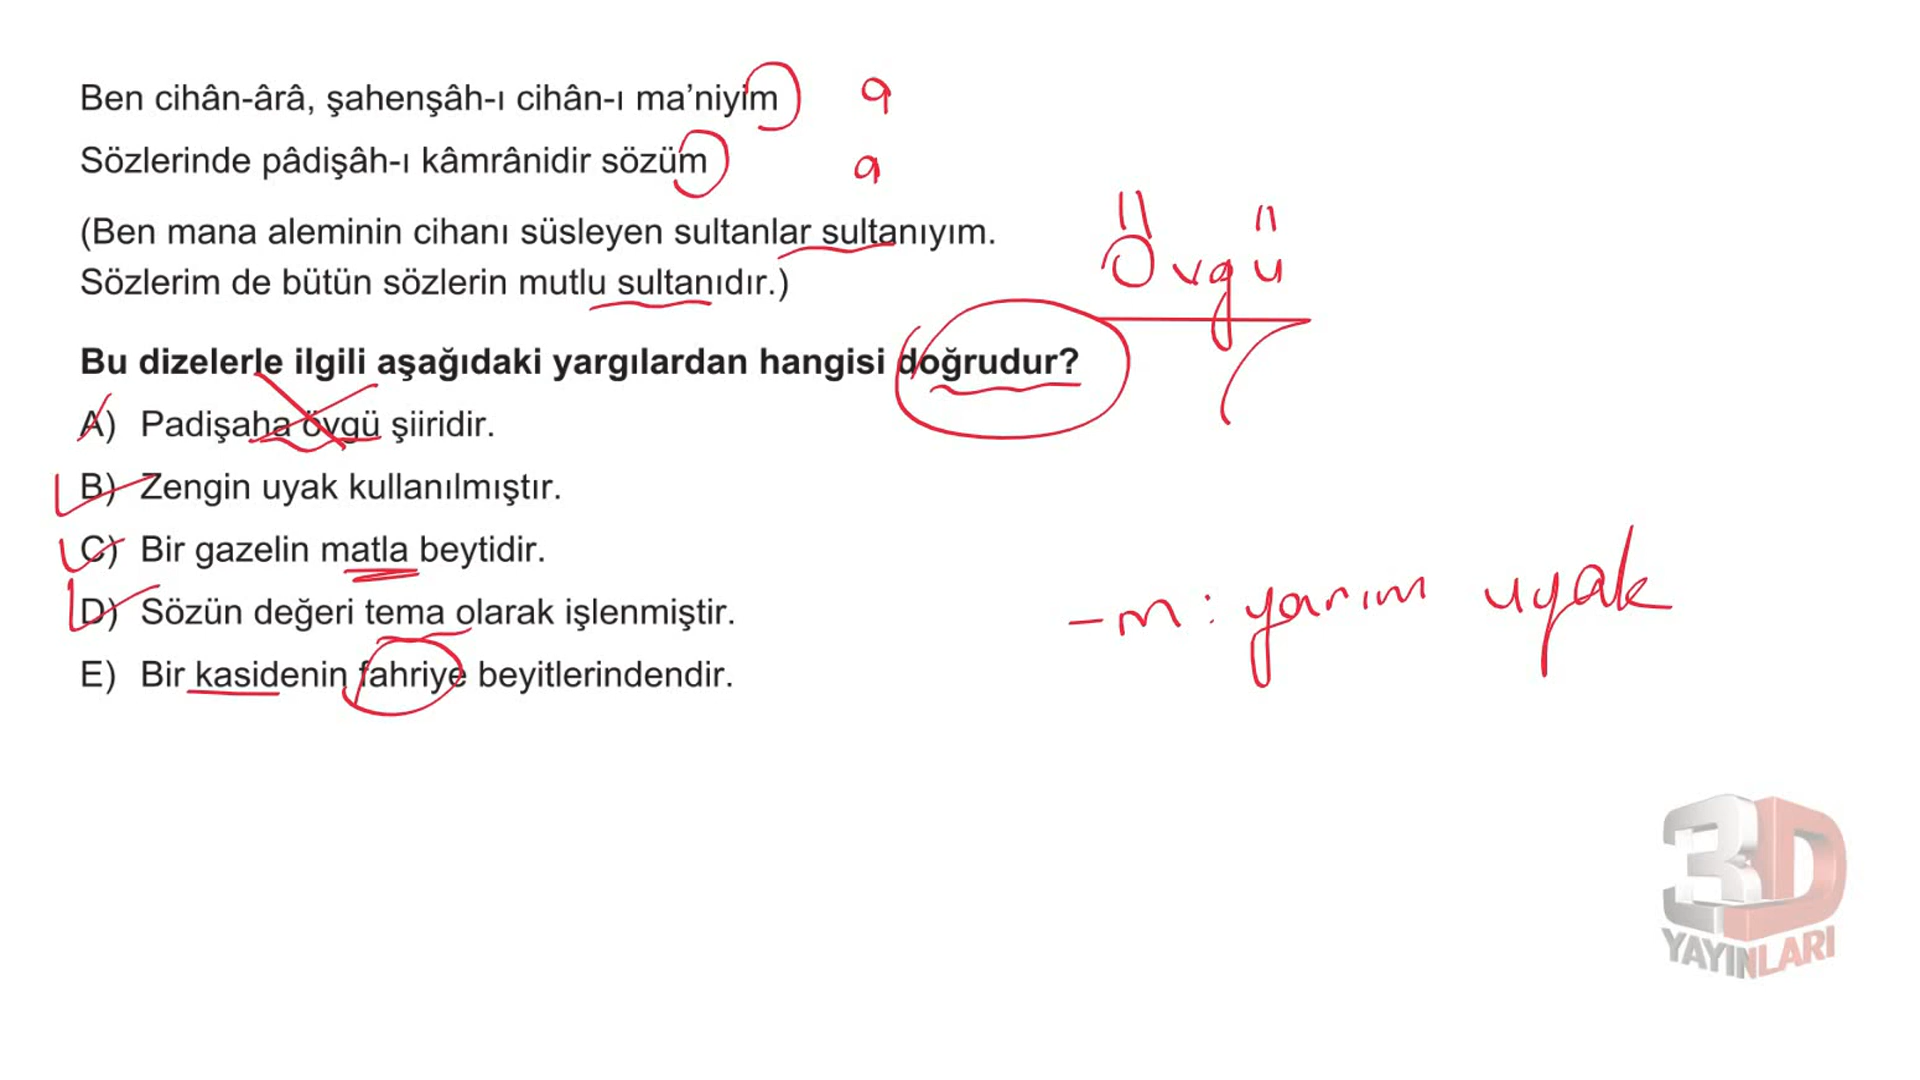 Ben cihân-ârâ, şahenşâh-ı cihân-ı ma’niyim a
Sözlerinde pâdişâh-ı kâmrânidir sözüm a
(Ben mana aleminin cihanı süsleyen sultanlar sultanıyım.
Sözlerim de bütün sözlerin mutlu sultanıdır.)
Övgü
Bu dizelerle ilgili aşağıdaki yargılardan hangisi doğrudur?
A) Padişaha övgü şiiridir.
B) Zengin uyak kullanılmıştır.
C) Bir gazelin matla beytidir.
D) Sözün değeri tema olarak işlenmiştir.
-m: yarım uyak
E) Bir kasidenin fahriye beyitlerindendir.
3D
YAYINLARI